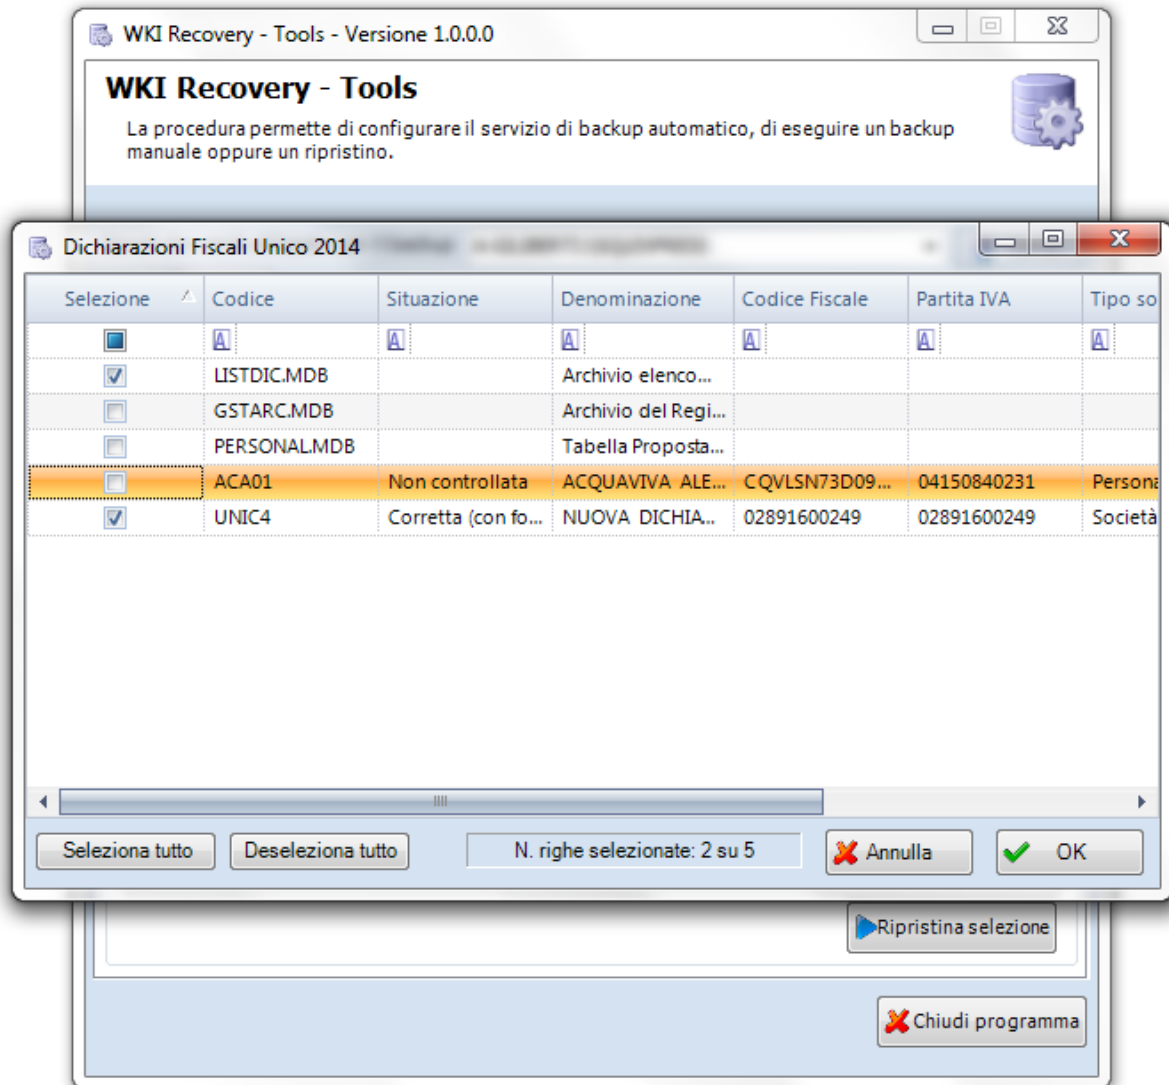 WKI Recovery - Tools - Versione 1.0.0.0
WKI Recovery - Tools
La procedura permette di configurare il servizio di backup automatico, di eseguire un backup
manuale oppure un ripristino.
Dichiarazioni Fiscali Unico 2014
Selezione Codice Situazione Denominazione Codice Fiscale Partita IVA Tipo so
A A A A A A
LISTDIC.MDB Archivio elenco...
GSTARC.MDB Archivio del Regi...
PERSONAL.MDB Tabella Proposta...
ACA01 Non controllata ACQUAVIVA ALE... CQVLSN73D09... 04150840231 Persona
UNIC4 Corretta (con fo... NUOVA DICHIA... 02891600249 02891600249 Società
Seleziona tutto Deseleziona tutto N. righe selezionate: 2 su 5 Annulla OK
Ripristina selezione
Chiudi programma